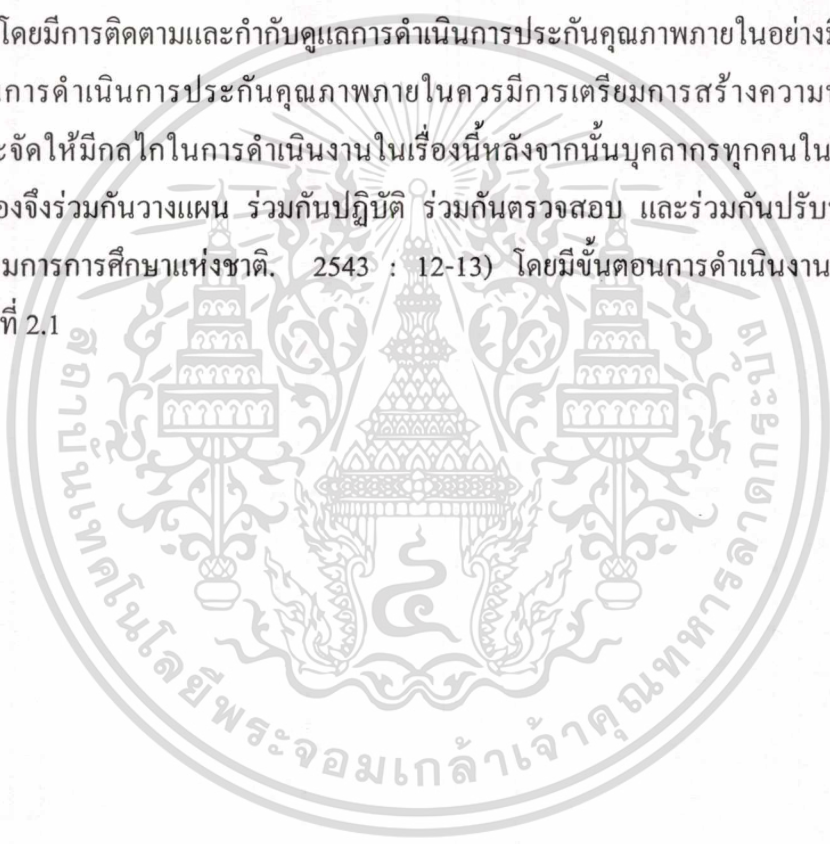 โดยมีการติดตามและกำกับดูแลการดำเนินการประกันคุณภาพภายในอย่าง
การดำเนินการประกันคุณภาพภายในควรมีการเตรียมการสร้างความ
จัดให้มีกลไกในการดำเนินงานในเรื่องนี้หลังจากนั้นบุคลากรทุกคนใน
จึงร่วมกันวางแผน ร่วมกันปฏิบัติ ร่วมกันตรวจสอบ และร่วมกันปรับ
การการศึกษาแห่งชาติ. 2543 : 12-13) โดยมีขั้นตอนการดำเนินงาน
ที่ 2.1
สถาบันเทคโนโลยีพระจอมเกล้าเจ้าคุณทหารลาดกระบัง